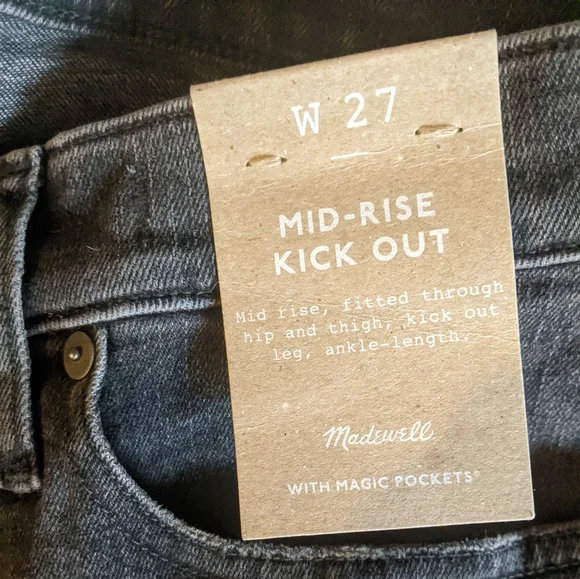 W 27
MID-RISE
KICK OUT
Mid rise, fitted through
hip and thigh, kick out
leg, ankle-length.
Madewell
WITH MAGIC POCKETS®